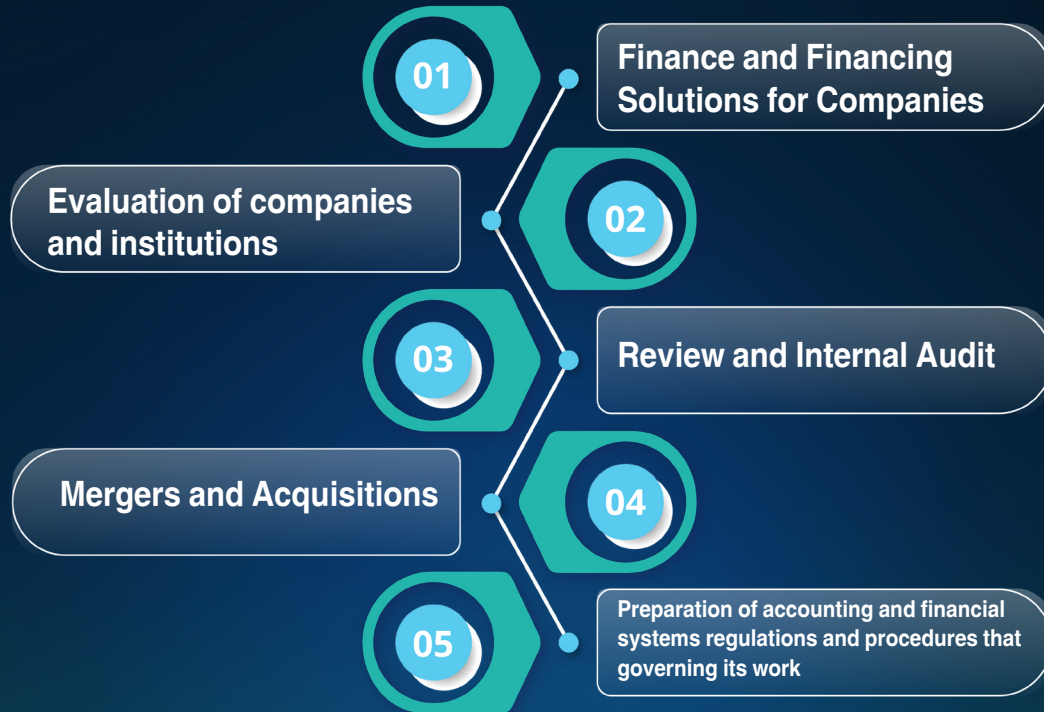 01
Finance and Financing
Solutions for Companies
Evaluation of companies
and institutions
02
03
Review and Internal Audit
Mergers and Acquisitions
04
05
Preparation of accounting and financial
systems regulations and procedures that
governing its work